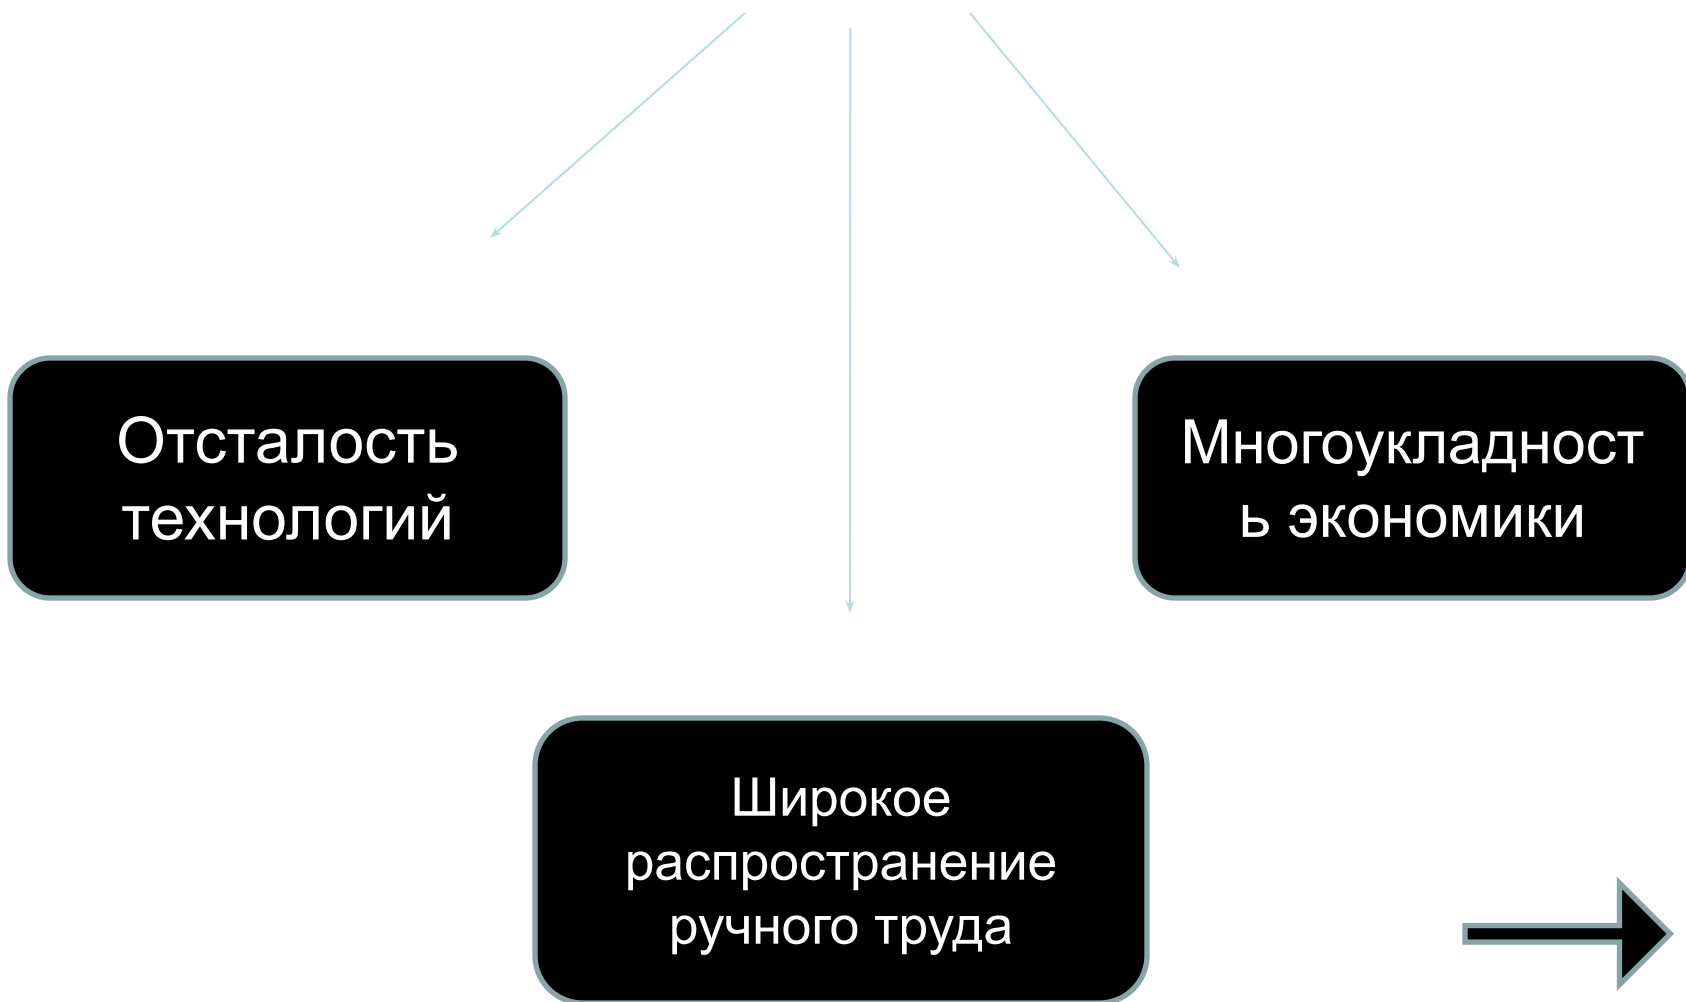 Отсталость
технологий
Многоукладност
ь экономики
Широкое
распространение
ручного труда